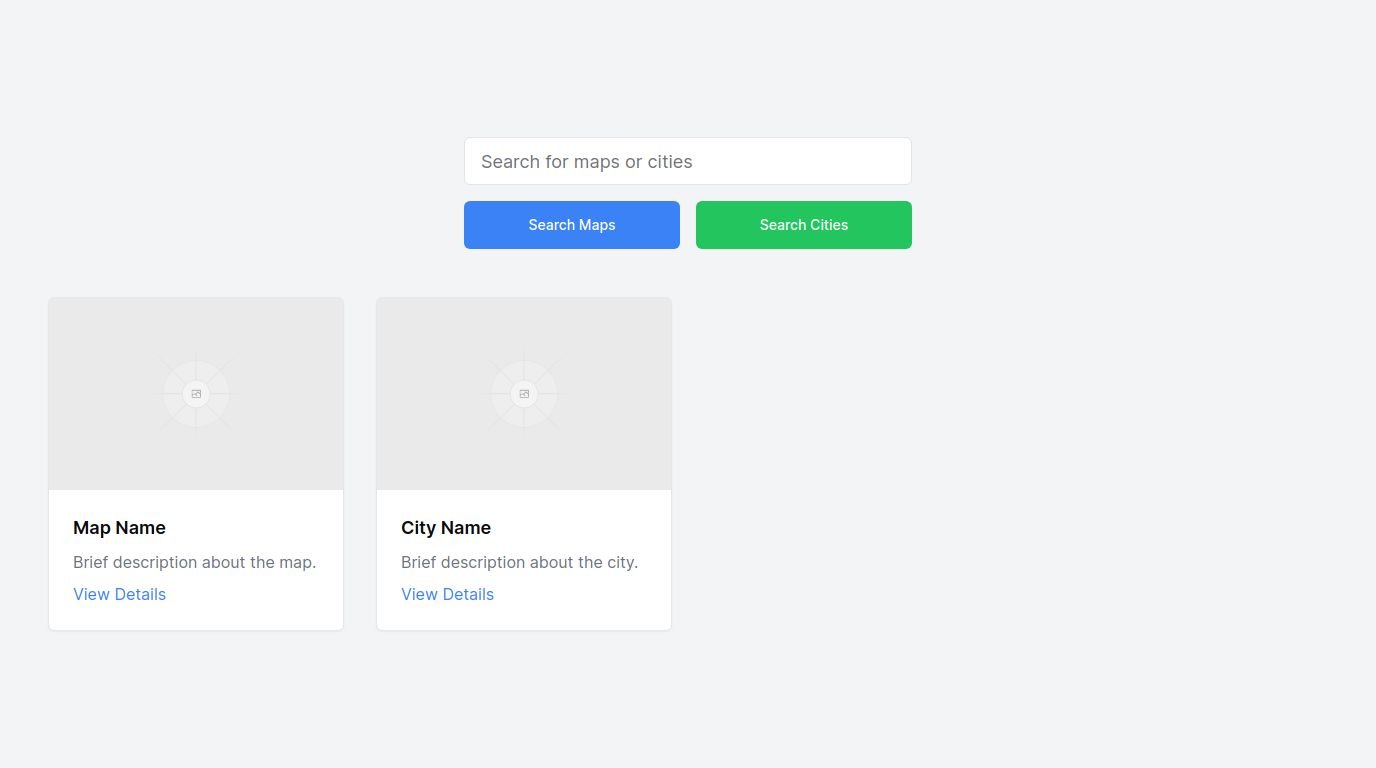 Search for maps or cities
Search Maps
Search Cities
Map Name
Brief description about the map.
View Details
City Name
Brief description about the city.
View Details